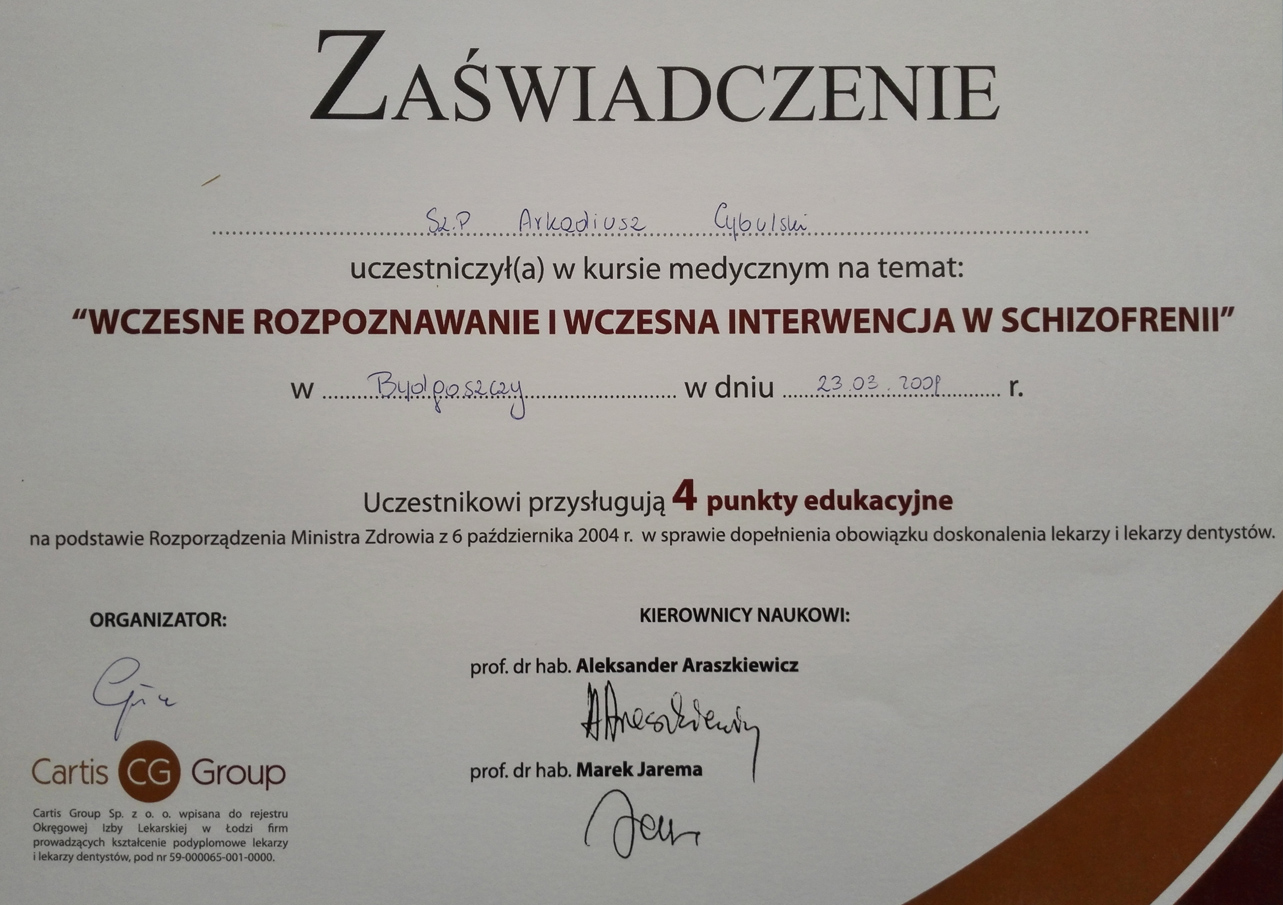 ZAŚWIADCZENIE
Sz.P Arkadiusz Cybulski
uczestniczył(a) w kursie medycznym na temat:
“WCZESNE ROZPOZNAWANIE I WCZESNA INTERWENCJA W SCHIZOFRENII”
w Bydgoszczy w dniu 23.03.2009 r.
Uczestnikowi przysługują 4 punkty edukacyjne
na podstawie Rozporządzenia Ministra Zdrowia z 6 października 2004 r. w sprawie dopełnienia obowiązku doskonalenia lekarzy i lekarzy dentystów.
ORGANIZATOR:
Cartis CG Group
Cartis Group Sp. z o. o. wpisana do rejestru
Okręgowej Izby Lekarskiej w Łodzi firm
prowadzących kształcenie podyplomowe lekarzy
i lekarzy dentystów, pod nr 59-000065-001-0000.
KIEROWNICY NAUKOWI:
prof. dr hab. Aleksander Araszkiewicz
AAraszkiewicz
prof. dr hab. Marek Jarema